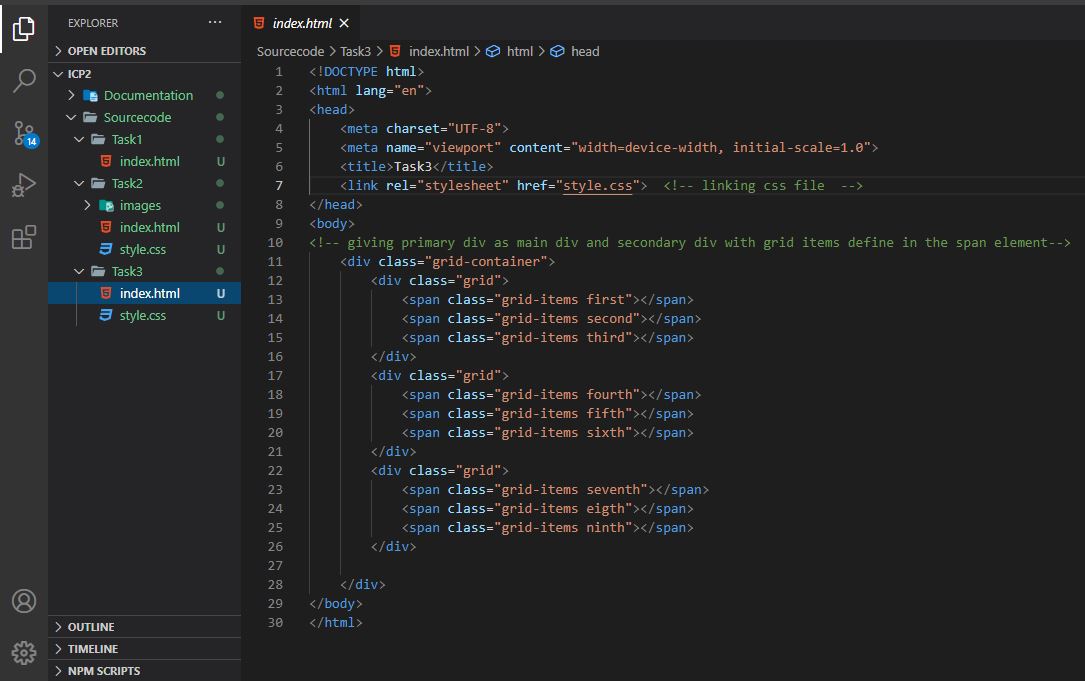 EXPLORER ...
OPEN EDITORS
ICP2
Documentation
Sourcecode
Task1
index.html U
Task2
images
index.html U
style.css U
Task3
index.html U
style.css U
14
OUTLINE
TIMELINE
NPM SCRIPTS
index.html
Sourcecode > Task3 > index.html > html > head
1 <!DOCTYPE html>
2 <html lang="en">
3 <head>
4 <meta charset="UTF-8">
5 <meta name="viewport" content="width=device-width, initial-scale=1.0">
6 <title>Task3</title>
7 <link rel="stylesheet" href="style.css"> <!-- linking css file -->
8 </head>
9 <body>
10 <!-- giving primary div as main div and secondary div with grid items define in the span element-->
11 <div class="grid-container">
12 <div class="grid">
13 <span class="grid-items first"></span>
14 <span class="grid-items second"></span>
15 <span class="grid-items third"></span>
16 </div>
17 <div class="grid">
18 <span class="grid-items fourth"></span>
19 <span class="grid-items fifth"></span>
20 <span class="grid-items sixth"></span>
21 </div>
22 <div class="grid">
23 <span class="grid-items seventh"></span>
24 <span class="grid-items eigth"></span>
25 <span class="grid-items ninth"></span>
26 </div>
27
28 </div>
29 </body>
30 </html>